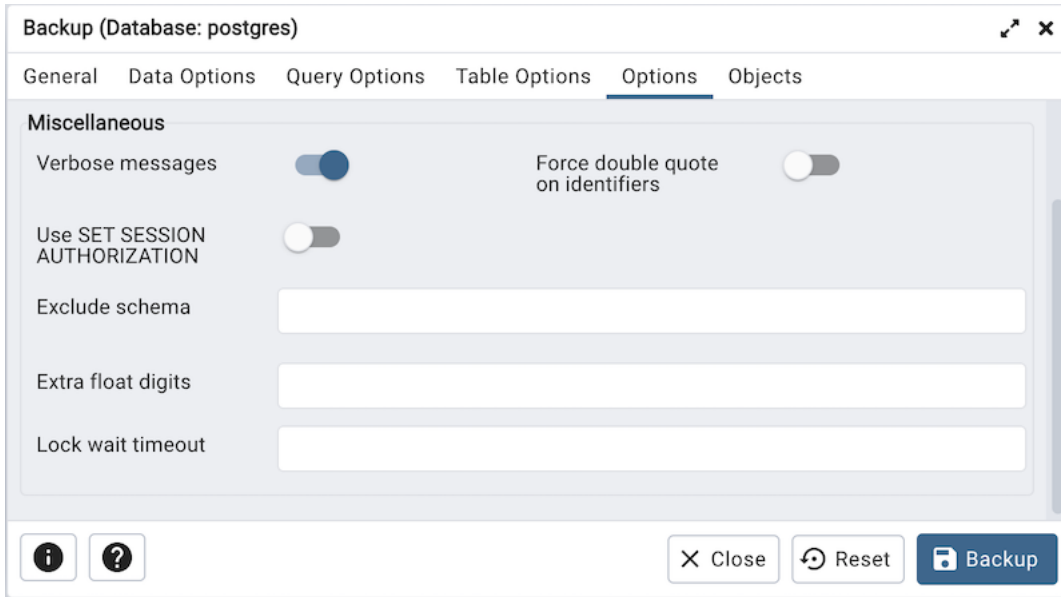 Backup (Database: postgres)
General Data Options Query Options Table Options Options Objects
Miscellaneous
Verbose messages
Force double quote
on identifiers
Use SET SESSION
AUTHORIZATION
Exclude schema
Extra float digits
Lock wait timeout
Close Reset Backup